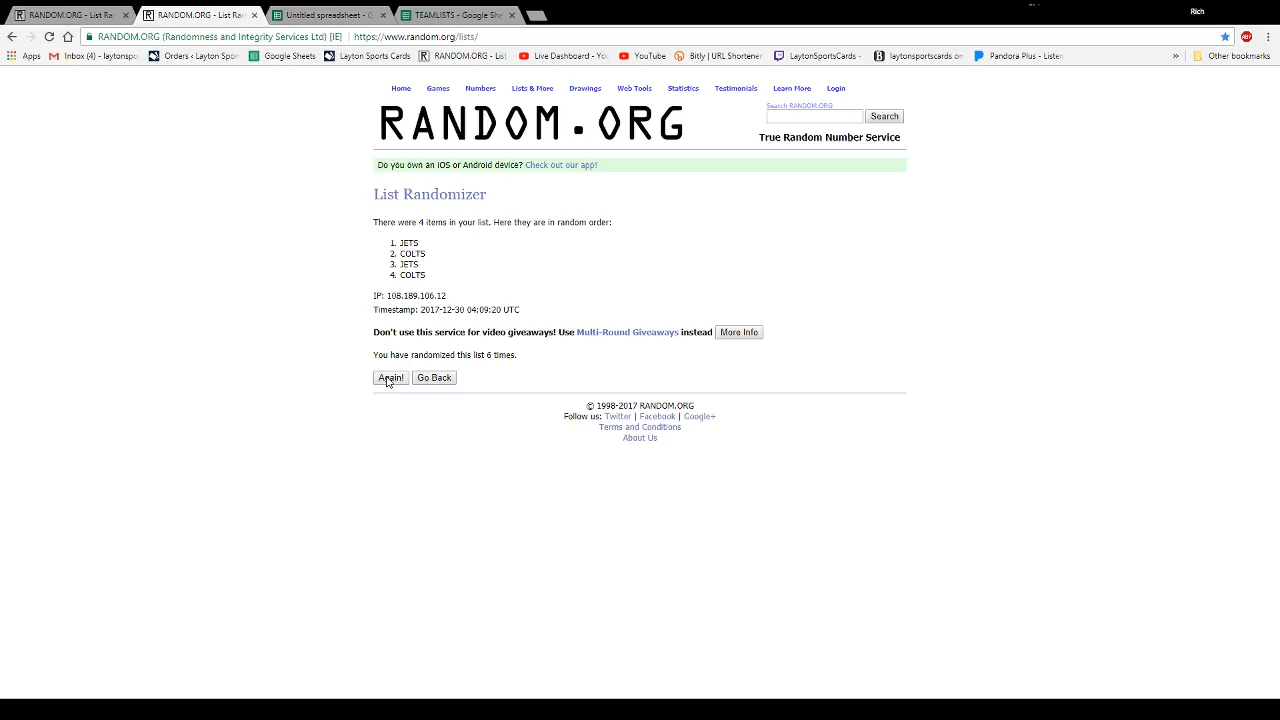 RANDOM.ORG - List Ra
RANDOM.ORG - List Ra
Untitled spreadsheet - G
TEAMLISTS - Google She
Rich
RANDOM.ORG (Randomness and Integrity Services Ltd) [IE]
https://www.random.org/lists/
Apps
Inbox (4) - laytonspo
Orders ‹ Layton Spo
Google Sheets
Layton Sports Cards
RANDOM.ORG - List
Live Dashboard - Yo
YouTube
Bitly | URL Shortener
LaytonSportsCards -
laytonsportscards on
Pandora Plus - Listen
»
Other bookmarks
Home
Games
Numbers
Lists & More
Drawings
Web Tools
Statistics
Testimonials
Learn More
Login
RANDOM.ORG
Search RANDOM.ORG
Search
True Random Number Service
Do you own an iOS or Android device? Check out our app!
List Randomizer
There were 4 items in your list. Here they are in random order:
1. JETS
2. COLTS
3. JETS
4. COLTS
IP: 108.189.106.12
Timestamp: 2017-12-30 04:09:20 UTC
Don't use this service for video giveaways! Use Multi-Round Giveaways instead
More Info
You have randomized this list 6 times.
Again!
Go Back
© 1998-2017 RANDOM.ORG
Follow us: Twitter | Facebook | Google+
Terms and Conditions
About Us